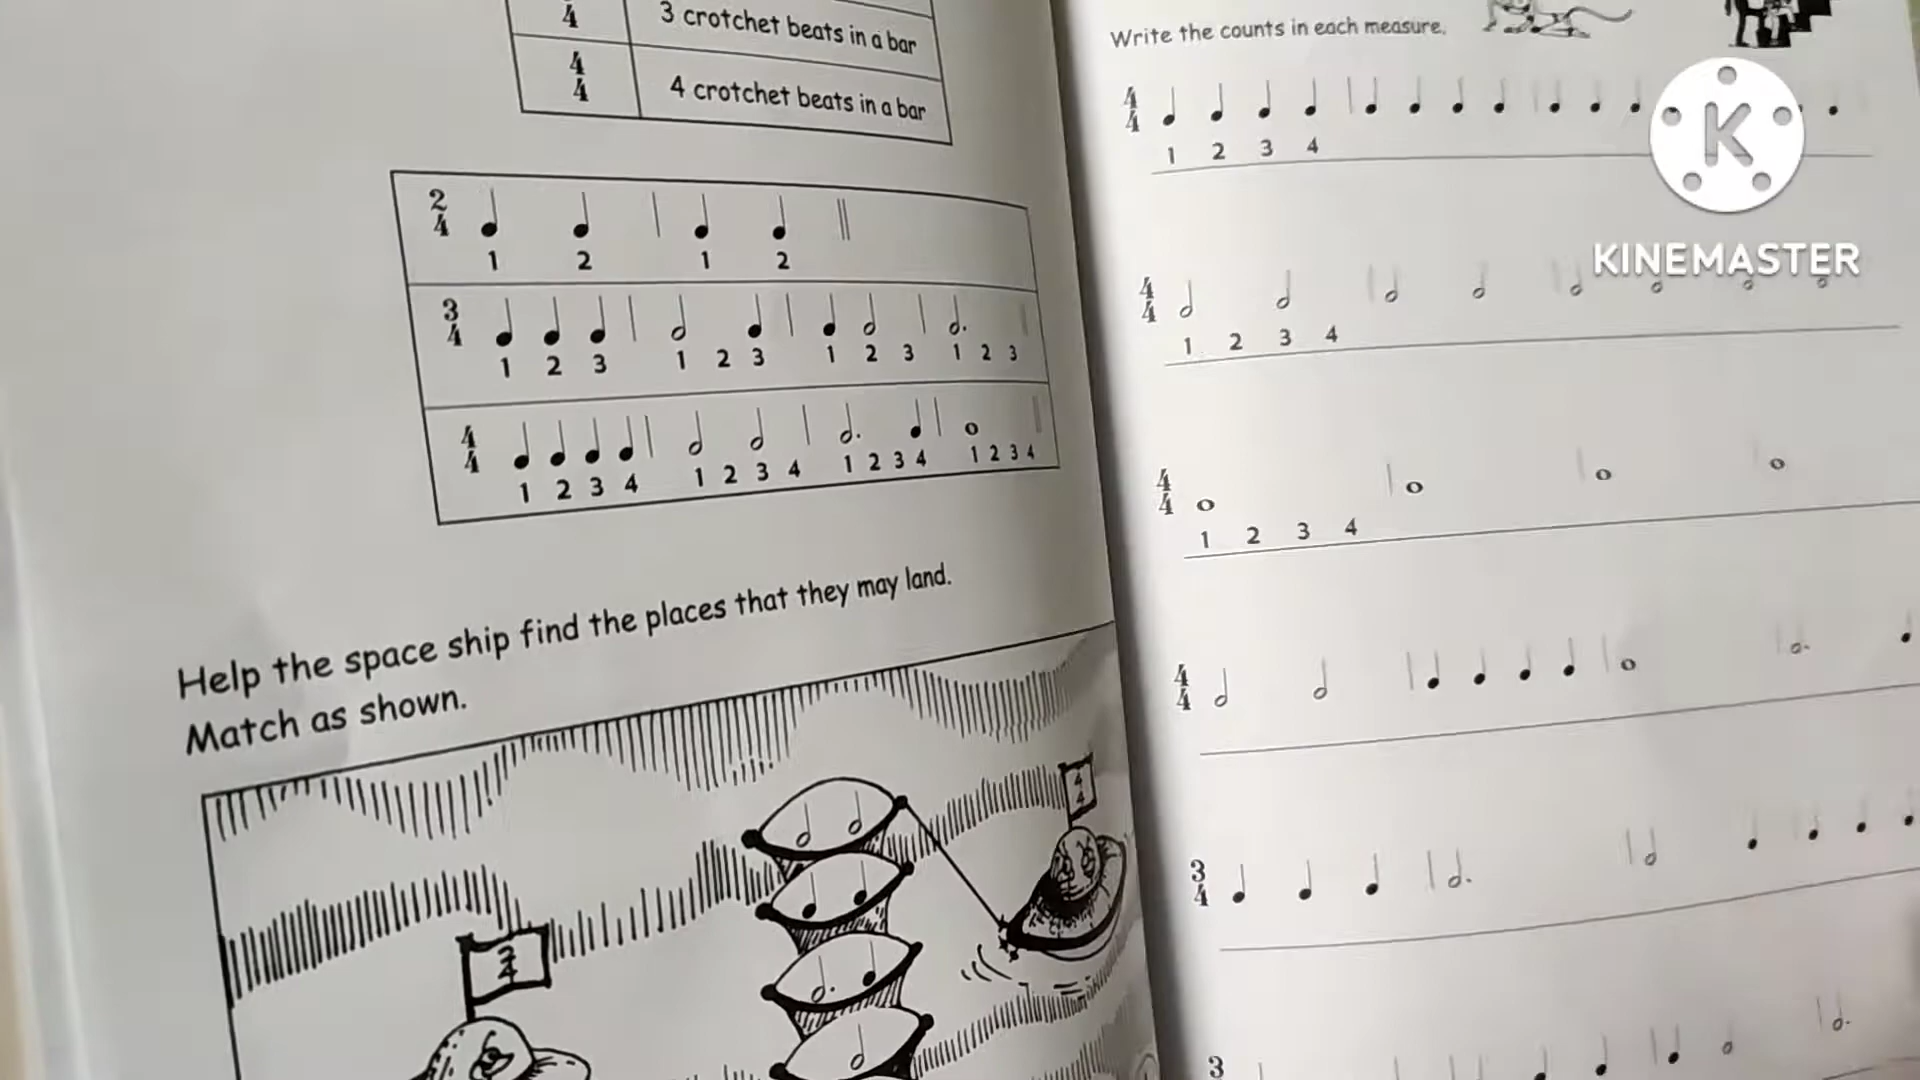 4
3 crotchet beats in a bar
4
4
4 crotchet beats in a bar
2
4
1 2 1 2
3
4
1 2 3 1 2 3 1 2 3 1 2 3
4
4
1 2 3 4 1 2 3 4 1 2 3 4 1 2 3 4
Help the space ship find the places that they may land.
Match as shown.
4
4
Write the counts in each measure.
4
4
1 2 3 4
K
KINEMASTER
4
4
1 2 3 4
4
4
1 2 3 4
4
4
3
4
3